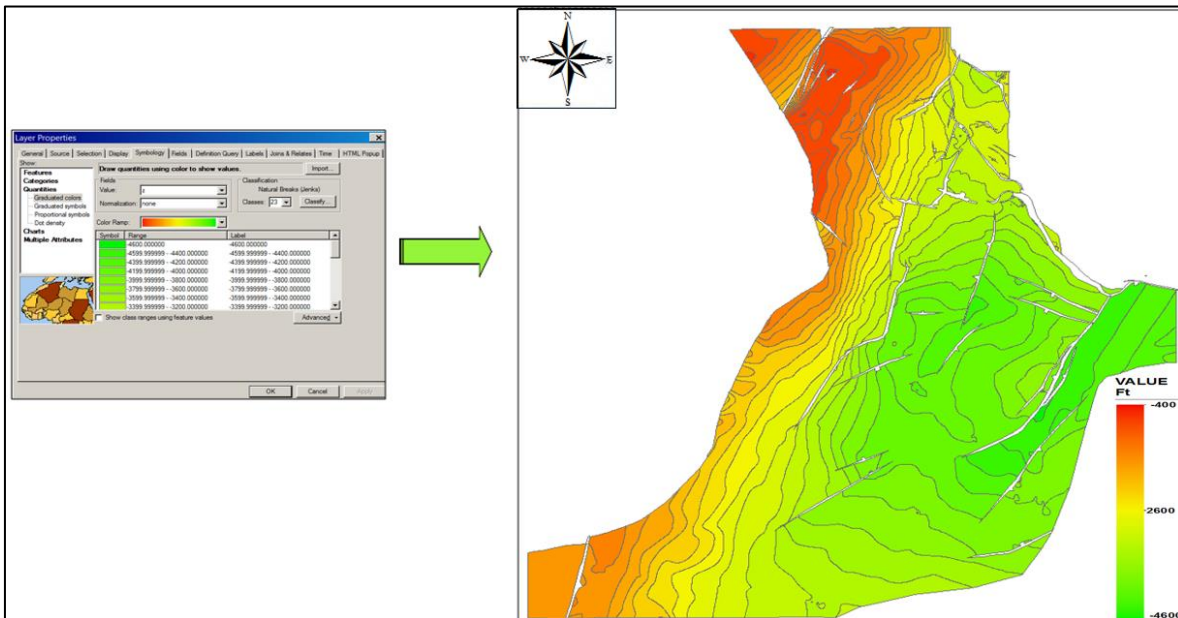 Layer Properties
General Source Selection Display Symbology Fields Definition Query Labels Joins & Relates Time HTML Popup
Show:
Features
Categories
Quantities
Graduated colors
Graduated symbols
Proportional symbols
Dot density
Charts
Multiple Attributes
Draw quantities using color to show values.
Import...
Fields
Value: z
Normalization: none
Classification
Natural Breaks (Jenks)
Classes: 23
Classify...
Color Ramp:
Symbol Range Label
-4600.000000 -4600.000000
-4599.999999 - -4400.000000 -4599.999999 - -4400.000000
-4399.999999 - -4200.000000 -4399.999999 - -4200.000000
-4199.999999 - -4000.000000 -4199.999999 - -4000.000000
-3999.999999 - -3800.000000 -3999.999999 - -3800.000000
-3799.999999 - -3600.000000 -3799.999999 - -3600.000000
-3599.999999 - -3400.000000 -3599.999999 - -3400.000000
-3399.999999 - -3200.000000 -3399.999999 - -3200.000000
Show class ranges using feature values
Advanced
OK Cancel Apply
N
W E
S
VALUE
Ft
-400
-2600
-4600